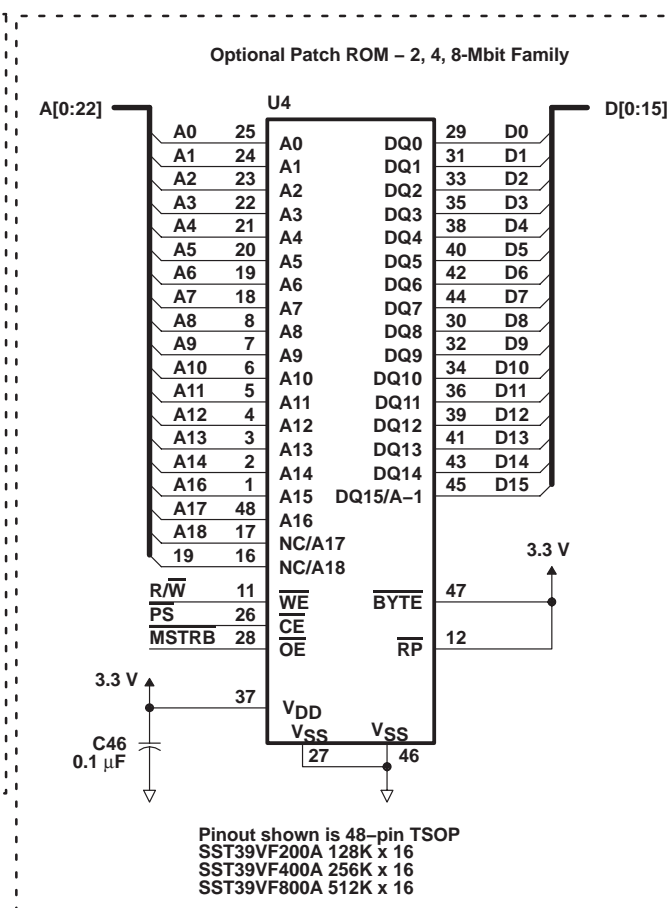 Optional Patch ROM – 2, 4, 8-Mbit Family
U4
A[0:22]
D[0:15]
A0 25 A0 DQ0 29 D0
A1 24 A1 DQ1 31 D1
A2 23 A2 DQ2 33 D2
A3 22 A3 DQ3 35 D3
A4 21 A4 DQ4 38 D4
A5 20 A5 DQ5 40 D5
A6 19 A6 DQ6 42 D6
A7 18 A7 DQ7 44 D7
A8 8 A8 DQ8 30 D8
A9 7 A9 DQ9 32 D9
A10 6 A10 DQ10 34 D10
A11 5 A11 DQ11 36 D11
A12 4 A12 DQ12 39 D12
A13 3 A13 DQ13 41 D13
A14 2 A14 DQ14 43 D14
A16 1 A15 DQ15/A–1 45 D15
A17 48 A16
A18 17 NC/A17
19 16 NC/A18
3.3 V
R/W̅ 11 W̅E̅ B̅Y̅T̅E̅ 47
P̅S̅ 26 C̅E̅
M̅S̅T̅R̅B̅ 28 O̅E̅ R̅P̅ 12
3.3 V
37 VDD
VSS VSS
27 46
C46
0.1 μF
Pinout shown is 48–pin TSOP
SST39VF200A 128K x 16
SST39VF400A 256K x 16
SST39VF800A 512K x 16